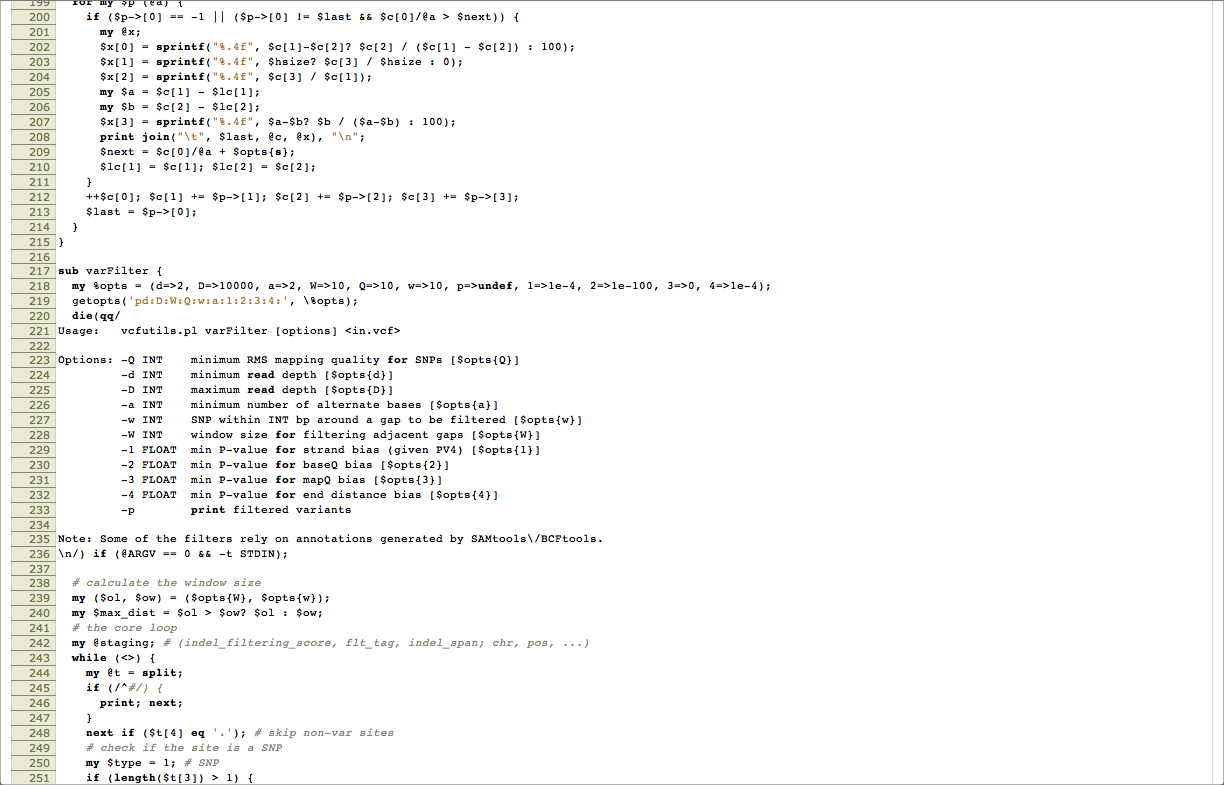 199 for my $p (@a) {
200 if ($p->[0] == -1 || ($p->[0] != $last && $c[0]/@a > $next)) {
201 my @x;
202 $x[0] = sprintf("%.4f", $c[1]-$c[2]? $c[2] / ($c[1] - $c[2]) : 100);
203 $x[1] = sprintf("%.4f", $hsize? $c[3] / $hsize : 0);
204 $x[2] = sprintf("%.4f", $c[3] / $c[1]);
205 my $a = $c[1] - $lc[1];
206 my $b = $c[2] - $lc[2];
207 $x[3] = sprintf("%.4f", $a-$b? $b / ($a-$b) : 100);
208 print join("\t", $last, @c, @x), "\n";
209 $next = $c[0]/@a + $opts{s};
210 $lc[1] = $c[1]; $lc[2] = $c[2];
211 }
212 ++$c[0]; $c[1] += $p->[1]; $c[2] += $p->[2]; $c[3] += $p->[3];
213 $last = $p->[0];
214 }
215 }
216
217 sub varFilter {
218 my %opts = (d=>2, D=>10000, a=>2, W=>10, Q=>10, w=>10, p=>undef, 1=>1e-4, 2=>1e-100, 3=>0, 4=>1e-4);
219 getopts('pd:D:W:Q:w:a:1:2:3:4:', \%opts);
220 die(qq/
221 Usage: vcfutils.pl varFilter [options] <in.vcf>
222
223 Options: -Q INT minimum RMS mapping quality for SNPs [$opts{Q}]
224 -d INT minimum read depth [$opts{d}]
225 -D INT maximum read depth [$opts{D}]
226 -a INT minimum number of alternate bases [$opts{a}]
227 -w INT SNP within INT bp around a gap to be filtered [$opts{w}]
228 -W INT window size for filtering adjacent gaps [$opts{W}]
229 -1 FLOAT min P-value for strand bias (given PV4) [$opts{1}]
230 -2 FLOAT min P-value for baseQ bias [$opts{2}]
231 -3 FLOAT min P-value for mapQ bias [$opts{3}]
232 -4 FLOAT min P-value for end distance bias [$opts{4}]
233 -p print filtered variants
234
235 Note: Some of the filters rely on annotations generated by SAMtools\/BCFtools.
236 \n/) if (@ARGV == 0 && -t STDIN);
237
238 # calculate the window size
239 my ($ol, $ow) = ($opts{W}, $opts{w});
240 my $max_dist = $ol > $ow? $ol : $ow;
241 # the core loop
242 my @staging; # (indel_filtering_score, flt_tag, indel_span; chr, pos, ...)
243 while (<>) {
244 my @t = split;
245 if (/^#/) {
246 print; next;
247 }
248 next if ($t[4] eq '.'); # skip non-var sites
249 # check if the site is a SNP
250 my $type = 1; # SNP
251 if (length($t[3]) > 1) {